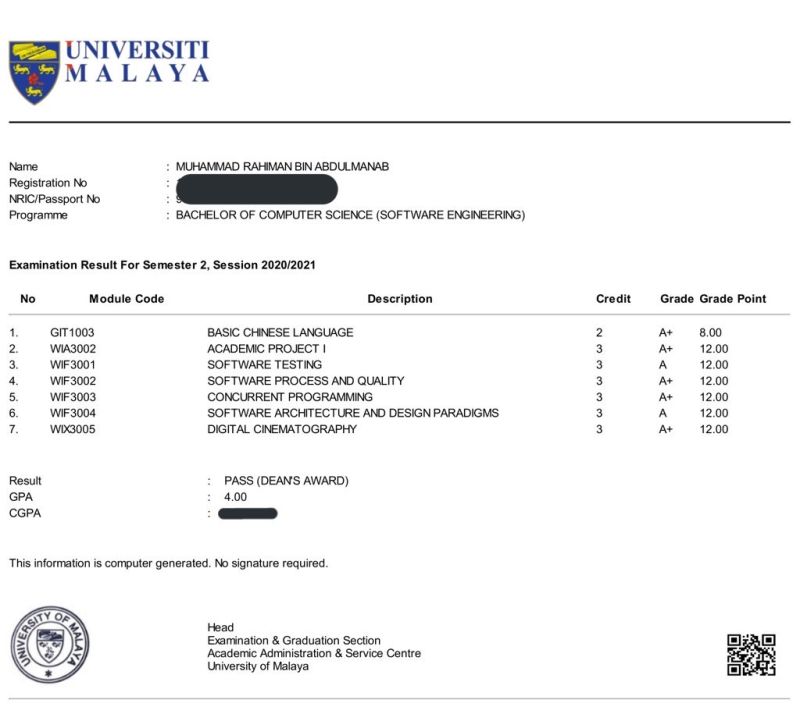 UNIVERSITI
MALAYA
Name : MUHAMMAD RAHIMAN BIN ABDULMANAB
Registration No :
NRIC/Passport No : 9
Programme : BACHELOR OF COMPUTER SCIENCE (SOFTWARE ENGINEERING)
Examination Result For Semester 2, Session 2020/2021
No Module Code Description Credit Grade Grade Point
1. GIT1003 BASIC CHINESE LANGUAGE 2 A+ 8.00
2. WIA3002 ACADEMIC PROJECT I 3 A+ 12.00
3. WIF3001 SOFTWARE TESTING 3 A 12.00
4. WIF3002 SOFTWARE PROCESS AND QUALITY 3 A+ 12.00
5. WIF3003 CONCURRENT PROGRAMMING 3 A+ 12.00
6. WIF3004 SOFTWARE ARCHITECTURE AND DESIGN PARADIGMS 3 A 12.00
7. WIX3005 DIGITAL CINEMATOGRAPHY 3 A+ 12.00
Result : PASS (DEAN'S AWARD)
GPA : 4.00
CGPA :
This information is computer generated. No signature required.
UNIVERSITY OF MALAYA
Head
Examination & Graduation Section
Academic Administration & Service Centre
University of Malaya